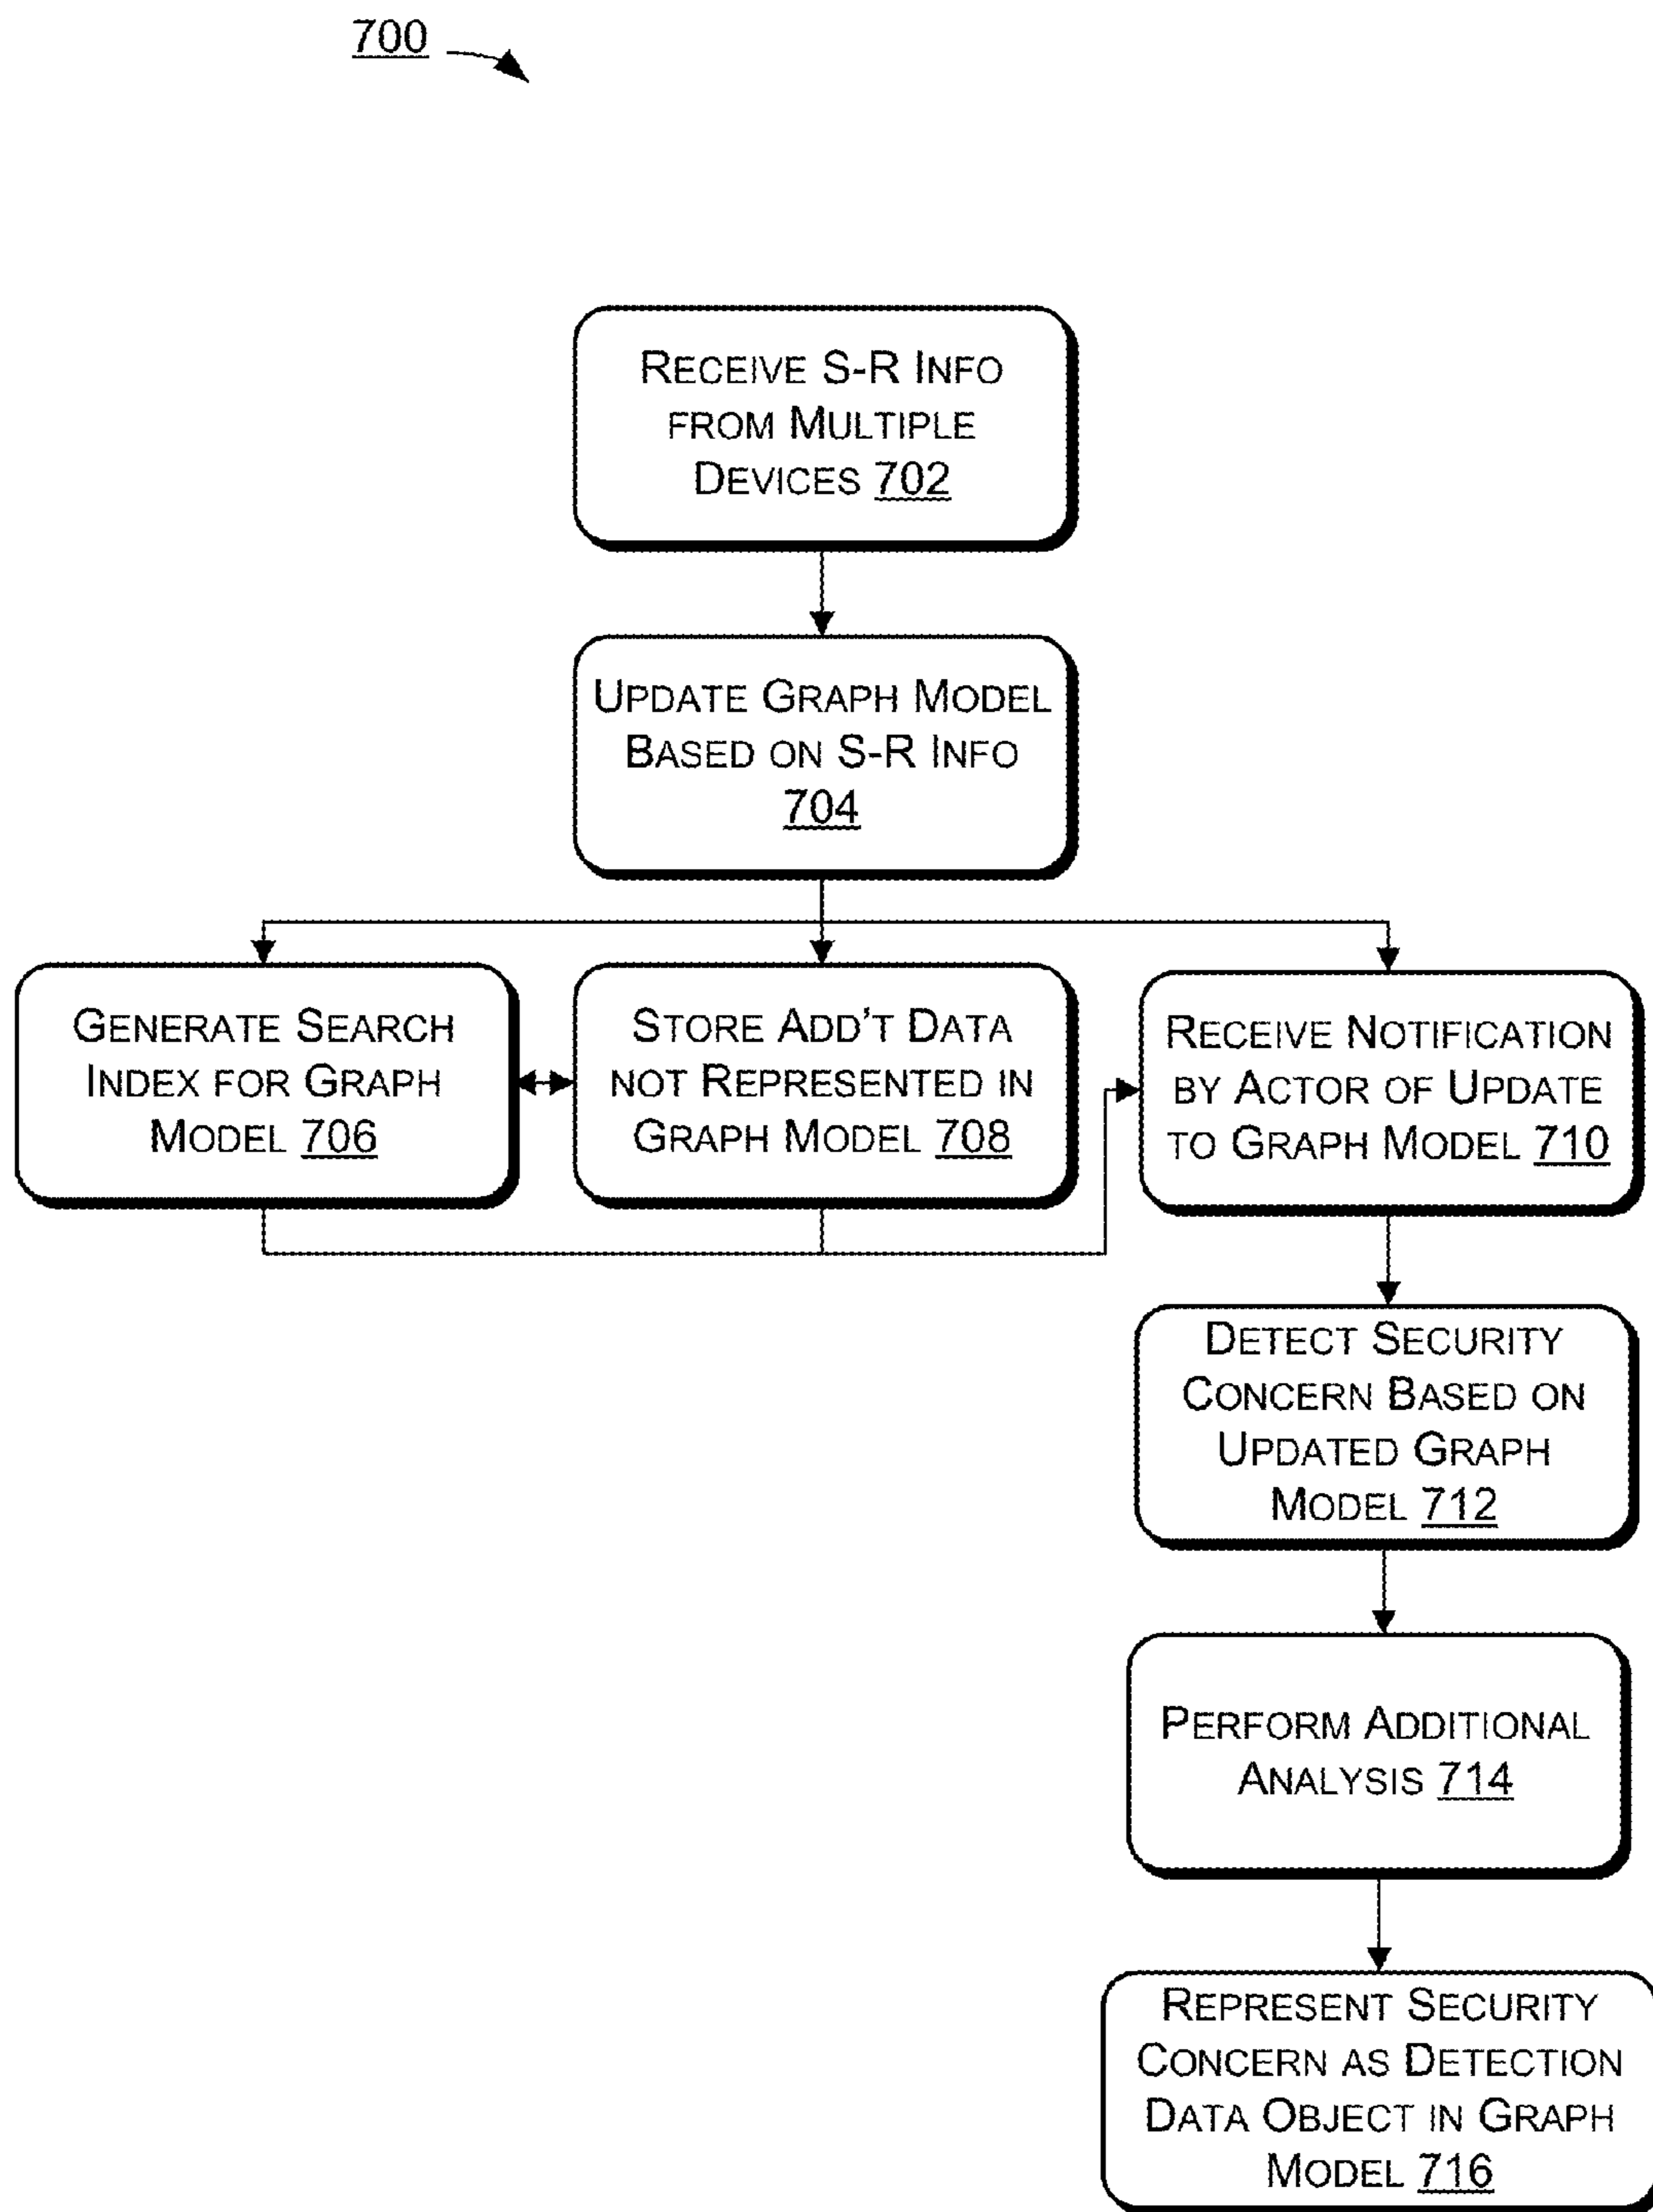 700
RECEIVE S-R INFO
FROM MULTIPLE
DEVICES 702
UPDATE GRAPH MODEL
BASED ON S-R INFO
704
GENERATE SEARCH
INDEX FOR GRAPH
MODEL 706
STORE ADD'T DATA
NOT REPRESENTED IN
GRAPH MODEL 708
RECEIVE NOTIFICATION
BY ACTOR OF UPDATE
TO GRAPH MODEL 710
DETECT SECURITY
CONCERN BASED ON
UPDATED GRAPH
MODEL 712
PERFORM ADDITIONAL
ANALYSIS 714
REPRESENT SECURITY
CONCERN AS DETECTION
DATA OBJECT IN GRAPH
MODEL 716